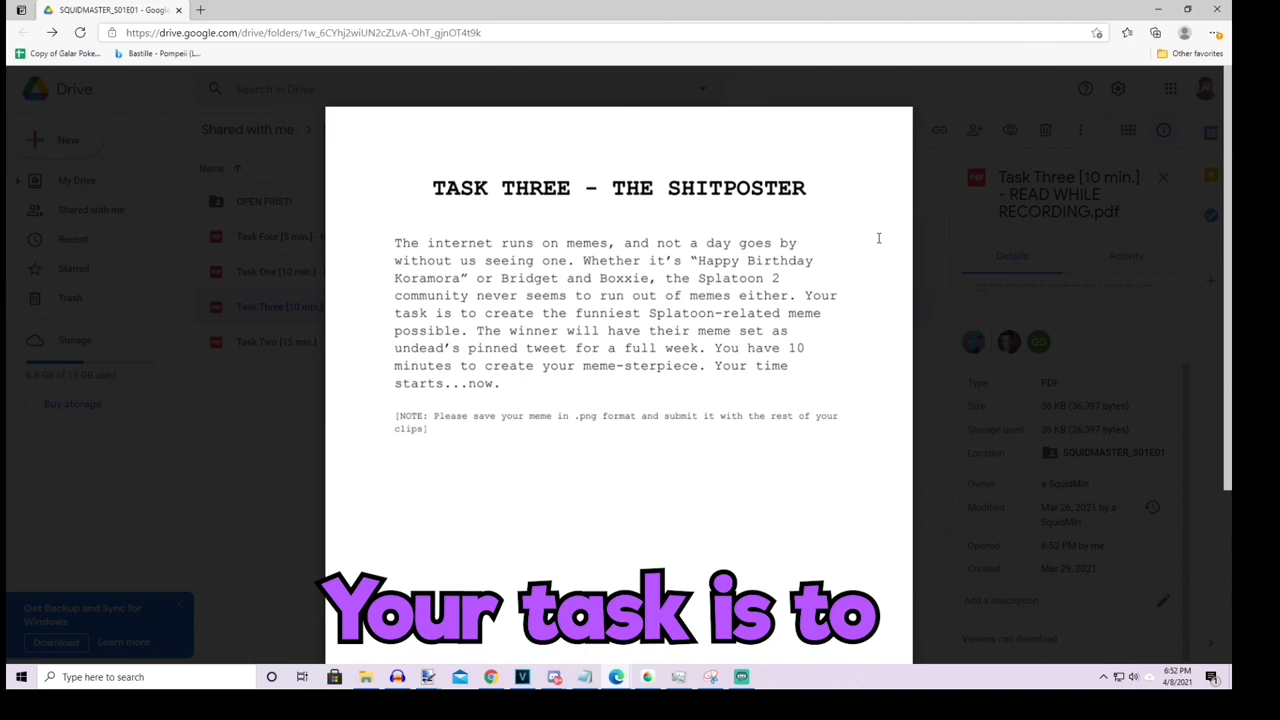 SQUIDMASTER_S01E01 - Google
https://drive.google.com/drive/folders/1w_6CYhj2wiUN2cZLvA-OhT_gjnOT4t9k
Copy of Galar Poke...
Bastille - Pompeii (L...
Other favorites
Drive
Search in Drive
New
My Drive
Shared with me
Recent
Starred
Trash
Storage
6.8 GB of 15 GB used
Buy storage
Get Backup and Sync for
Windows
Download
Learn more
Shared with me
Name
OPEN FIRST!
Task Four [5 min.] -
Task One [10 min.]
Task Three [10 min.]
Task Two [15 min.]
TASK THREE - THE SHITPOSTER
The internet runs on memes, and not a day goes by
without us seeing one. Whether it's “Happy Birthday
Koramora” or Bridget and Boxxie, the Splatoon 2
community never seems to run out of memes either. Your
task is to create the funniest Splatoon-related meme
possible. The winner will have their meme set as
undead's pinned tweet for a full week. You have 10
minutes to create your meme-sterpiece. Your time
starts...now.
[NOTE: Please save your meme in .png format and submit it with the rest of your
clips]
Task Three [10 min.]
- READ WHILE
RECORDING.pdf
Details
Activity
GD
Type
PDF
Size
36 KB (36,397 bytes)
Storage used
36 KB (36,397 bytes)
Location
SQUIDMASTER_S01E01
Owner
a SquidMin
Modified
Mar 26, 2021 by a
SquidMin
Opened
6:52 PM by me
Created
Mar 29, 2021
Add a description
Viewers can download
Your task is to
Type here to search
6:52 PM
4/8/2021